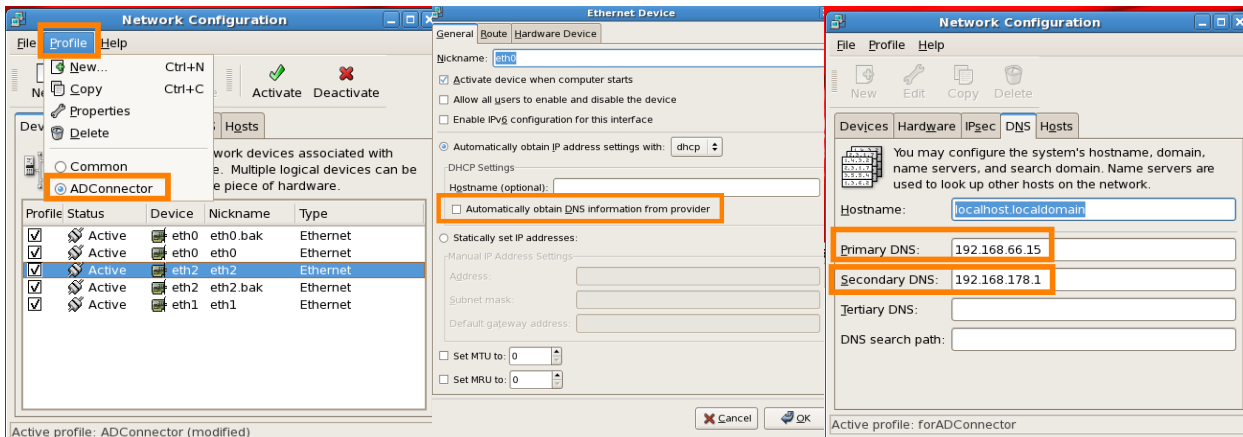 Network Configuration
File Profile Help
New... Ctrl+N
Copy Ctrl+C
Properties
Delete
Common
ADConnector
Ne
Activate Deactivate
Dev
Hosts
work devices associated with
e. Multiple logical devices can be
e piece of hardware.
Profile Status Device Nickname Type
Active eth0 eth0.bak Ethernet
Active eth0 eth0 Ethernet
Active eth2 eth2 Ethernet
Active eth2 eth2.bak Ethernet
Active eth1 eth1 Ethernet
Active profile: ADConnector (modified)
Ethernet Device
General Route Hardware Device
Nickname: eth0
Activate device when computer starts
Allow all users to enable and disable the device
Enable IPv6 configuration for this interface
Automatically obtain IP address settings with: dhcp
DHCP Settings
Hostname (optional):
Automatically obtain DNS information from provider
Statically set IP addresses:
Manual IP Address Settings
Address:
Subnet mask:
Default gateway address:
Set MTU to: 0
Set MRU to: 0
Cancel OK
Network Configuration
File Profile Help
New Edit Copy Delete
Devices Hardware IPsec DNS Hosts
You may configure the system's hostname, domain,
name servers, and search domain. Name servers are
used to look up other hosts on the network.
Hostname: localhost.localdomain
Primary DNS: 192.168.66.15
Secondary DNS: 192.168.178.1
Tertiary DNS:
DNS search path:
Active profile: forADConnector